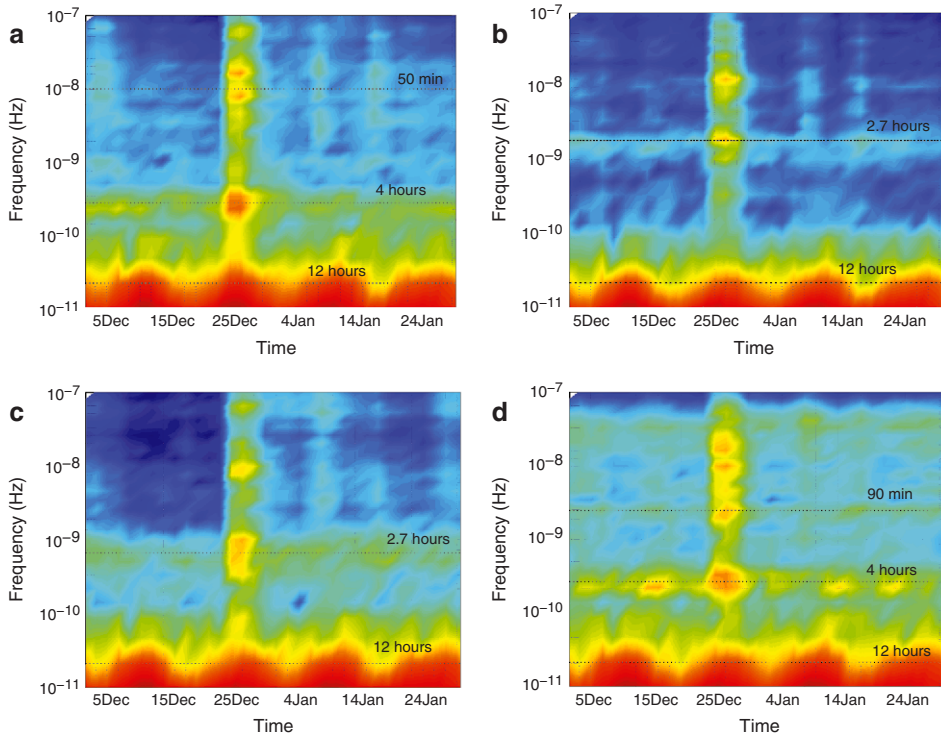 a
Frequency (Hz)
10⁻⁷
10⁻⁸
10⁻⁹
10⁻¹⁰
10⁻¹¹
50 min
4 hours
12 hours
5Dec 15Dec 25Dec 4Jan 14Jan 24Jan
Time
b
Frequency (Hz)
10⁻⁷
10⁻⁸
10⁻⁹
10⁻¹⁰
10⁻¹¹
2.7 hours
12 hours
5Dec 15Dec 25Dec 4Jan 14Jan 24Jan
Time
c
Frequency (Hz)
10⁻⁷
10⁻⁸
10⁻⁹
10⁻¹⁰
10⁻¹¹
2.7 hours
12 hours
5Dec 15Dec 25Dec 4Jan 14Jan 24Jan
Time
d
Frequency (Hz)
10⁻⁷
10⁻⁸
10⁻⁹
10⁻¹⁰
10⁻¹¹
90 min
4 hours
12 hours
5Dec 15Dec 25Dec 4Jan 14Jan 24Jan
Time